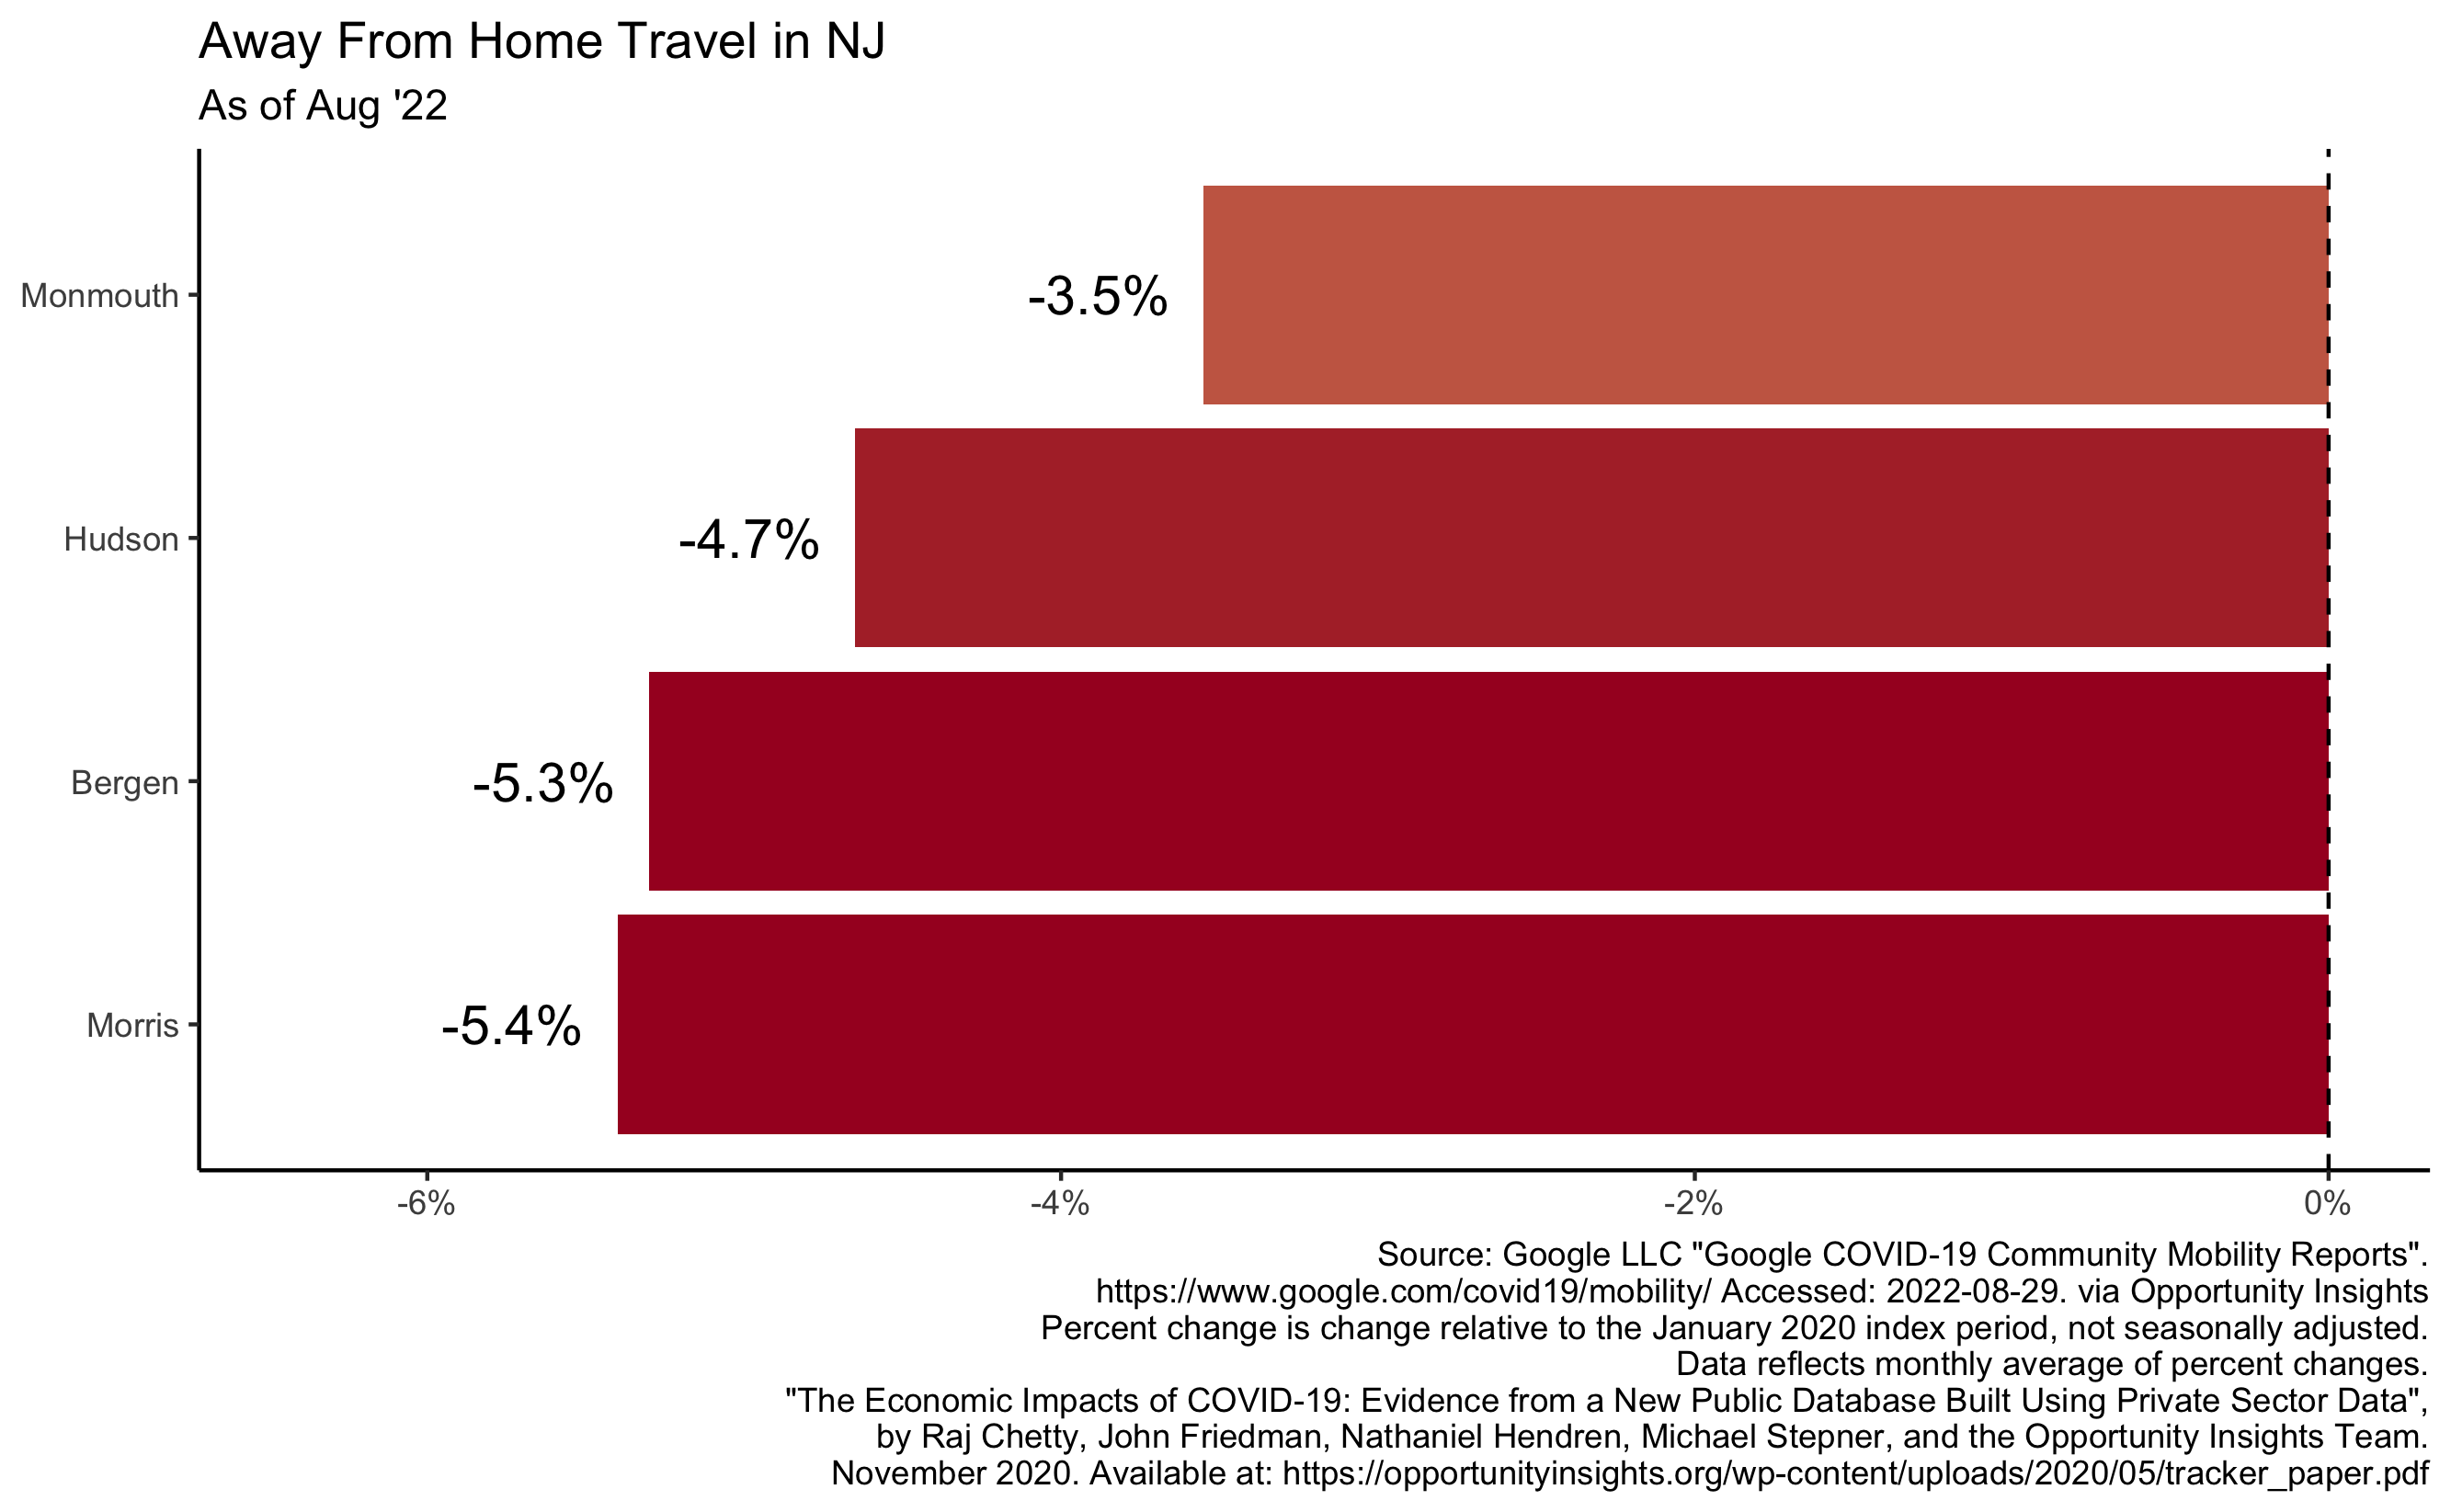 Away From Home Travel in NJ
As of Aug '22
Monmouth
-3.5%
Hudson
-4.7%
Bergen
-5.3%
Morris
-5.4%
-6%
-4%
-2%
0%
Source: Google LLC "Google COVID-19 Community Mobility Reports".
https://www.google.com/covid19/mobility/ Accessed: 2022-08-29. via Opportunity Insights
Percent change is change relative to the January 2020 index period, not seasonally adjusted.
Data reflects monthly average of percent changes.
"The Economic Impacts of COVID-19: Evidence from a New Public Database Built Using Private Sector Data",
by Raj Chetty, John Friedman, Nathaniel Hendren, Michael Stepner, and the Opportunity Insights Team.
November 2020. Available at: https://opportunityinsights.org/wp-content/uploads/2020/05/tracker_paper.pdf